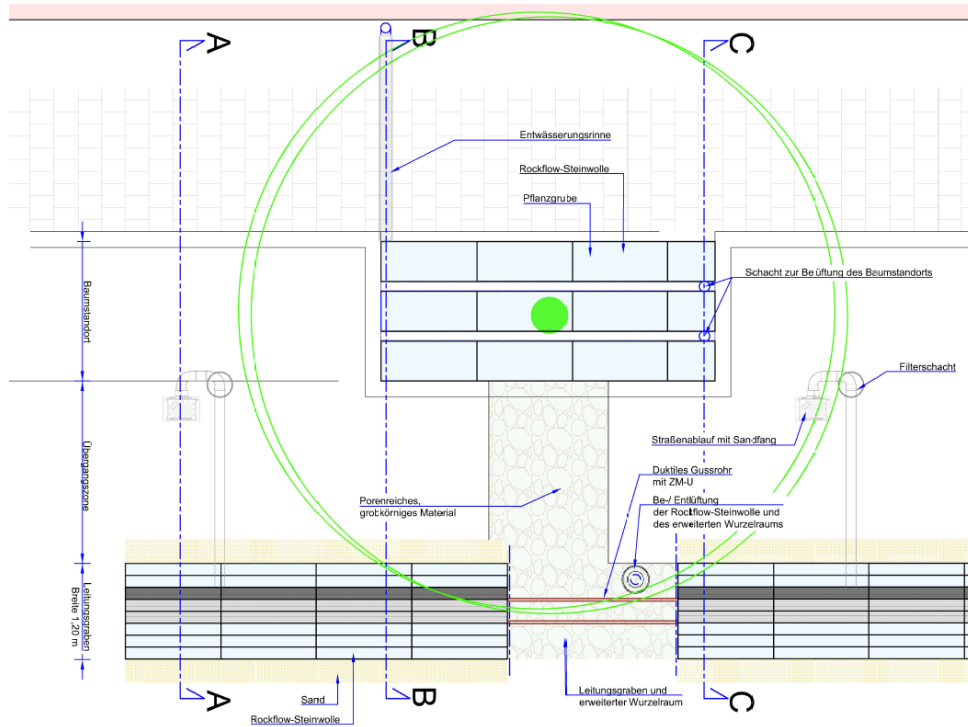 A
B
C
Entwässerungsrinne
Rockflow-Steinwolle
Pflanzgrube
Schacht zur Belüftung des Baumstandorts
Baumstandort
Filterschacht
Straßenablauf mit Sandfang
Übergangszone
Duktiles Gussrohr
mit ZM-U
Porenreiches,
grobkörniges Material
Be-/ Entlüftung
der Rockflow-Steinwolle und
des erweiterten Wurzelraums
Leitungsgraben
Breite 1,20 m
A
B
C
Sand
Rockflow-Steinwolle
Leitungsgraben und
erweiterter Wurzelraum